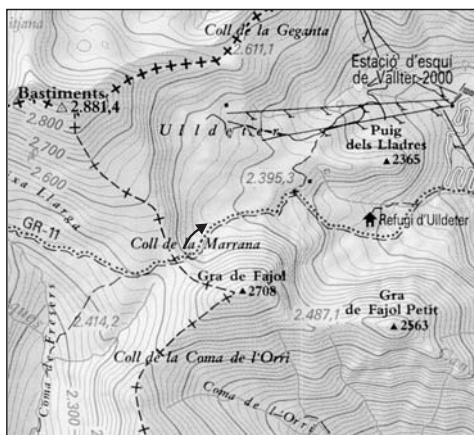 itjana
Coll de la Geganta
2.611,1
Estació d'esquí
de Vallter-2000
Bastiments
2.881,4
2.800
Ulldeter
Puig
dels Lladres
2365
2.700
2.600
2.395,3
ixa Llarga
GR-11
Refugi d'Ulldeter
Coll de la Marrana
Gra de Fajol
2708
Gra
de Fajol Petit
2563
2.487,1
2.414,2
Coll de la Coma de l'Orri
Coma de Fresers
2.300
Coma de l'Orri